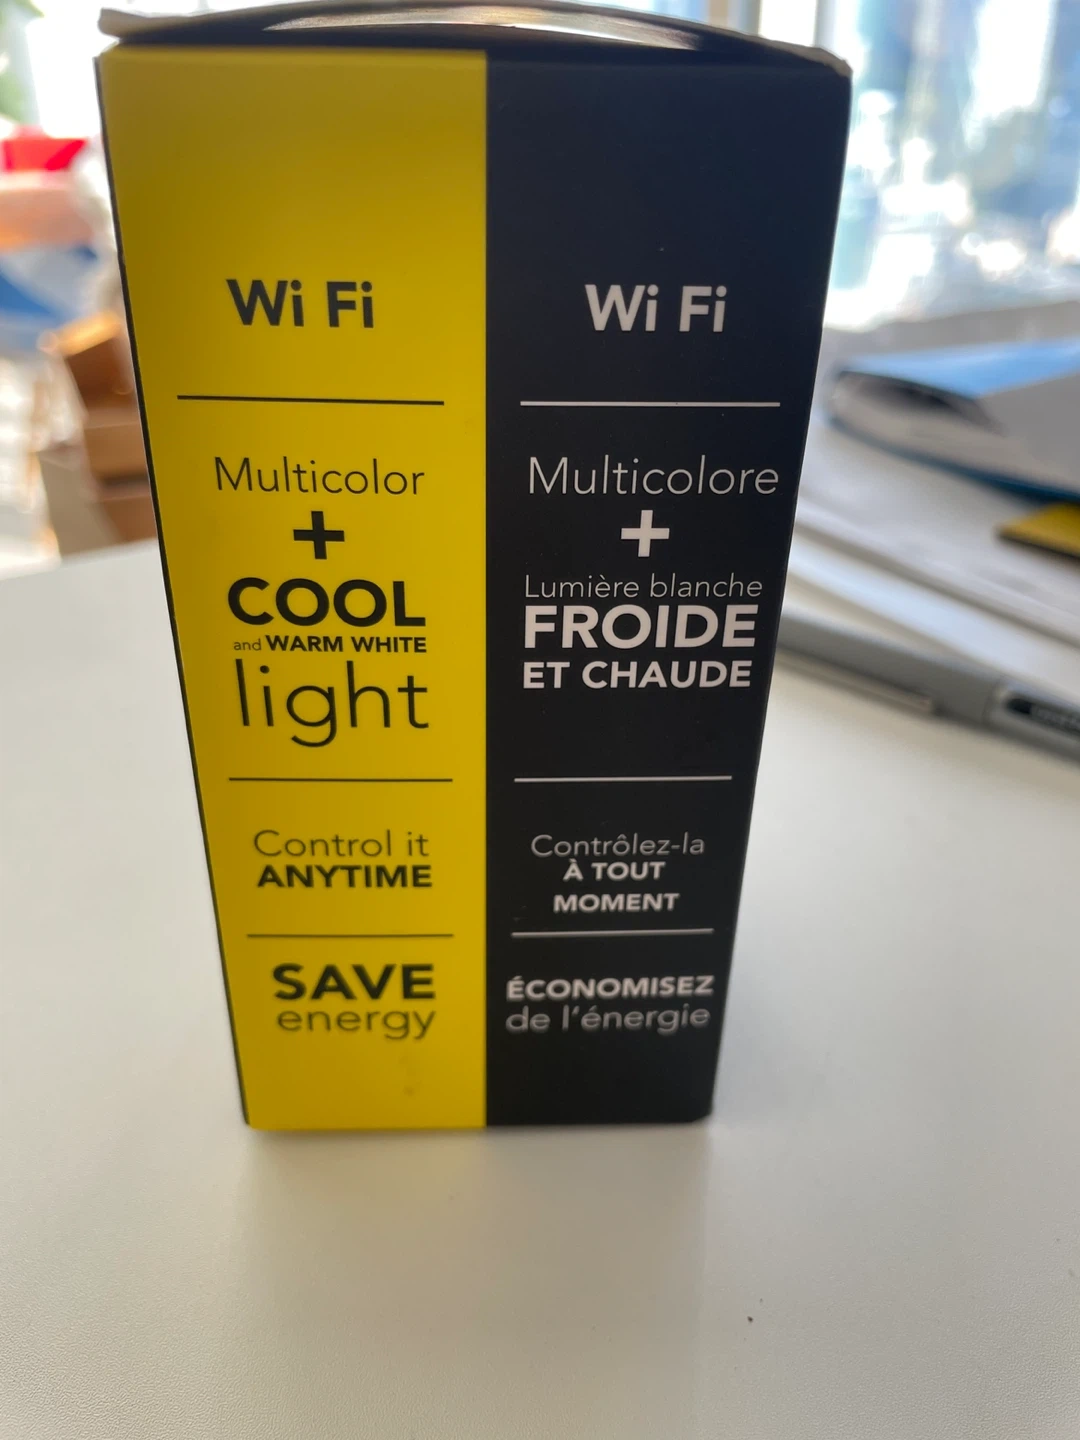 Wi Fi
Multicolor
+
COOL
and WARM WHITE
light
Control it
ANYTIME
SAVE
energy
Wi Fi
Multicolore
+
Lumière blanche
FROIDE
ET CHAUDE
Contrôlez-la
À TOUT
MOMENT
ÉCONOMISEZ
de l'énergie